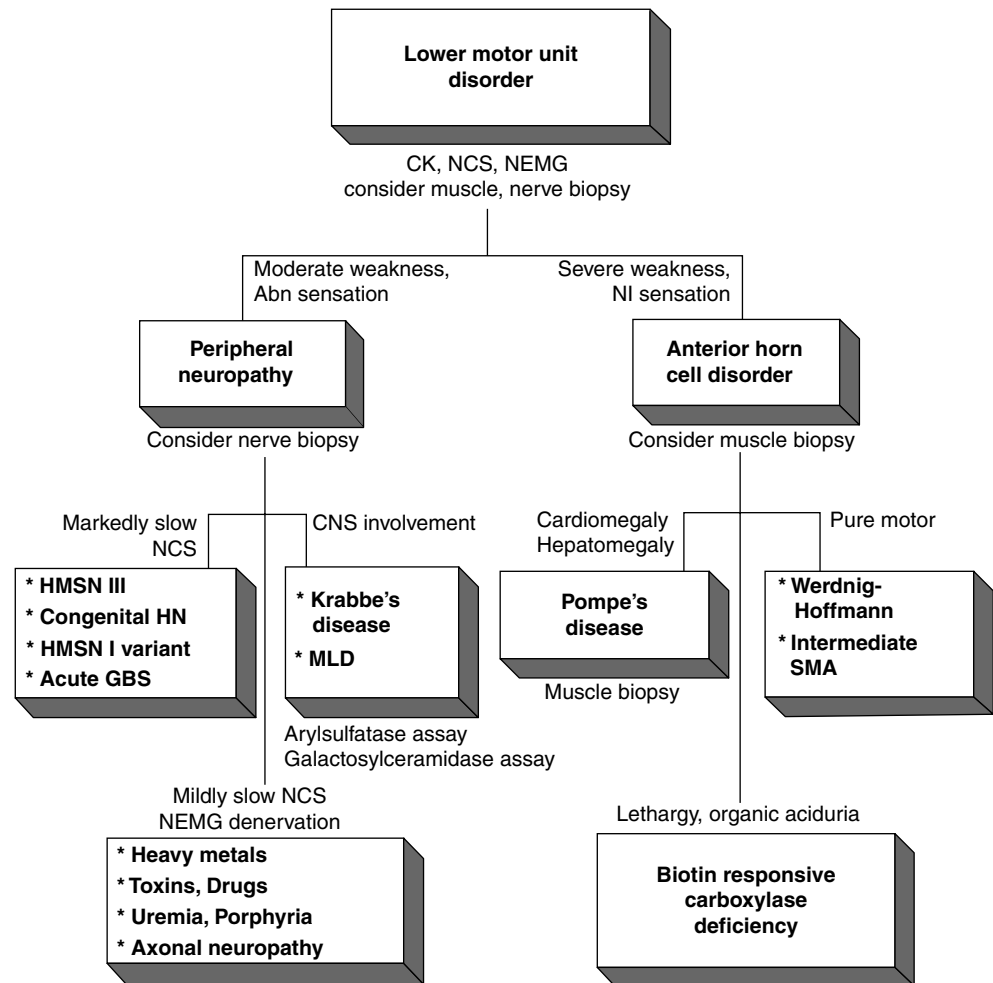 Lower motor unit
disorder
CK, NCS, NEMG
consider muscle, nerve biopsy
Moderate weakness,
Abn sensation
Severe weakness,
NI sensation
Peripheral
neuropathy
Anterior horn
cell disorder
Consider nerve biopsy
Consider muscle biopsy
Markedly slow
NCS
CNS involvement
Cardiomegaly
Hepatomegaly
Pure motor
* HMSN III
* Congenital HN
* HMSN I variant
* Acute GBS
* Krabbe's
disease
* MLD
Pompe's
disease
* Werdnig-
Hoffmann
* Intermediate
SMA
Muscle biopsy
Arylsulfatase assay
Galactosylceramidase assay
Mildly slow NCS
NEMG denervation
Lethargy, organic aciduria
* Heavy metals
* Toxins, Drugs
* Uremia, Porphyria
* Axonal neuropathy
Biotin responsive
carboxylase
deficiency